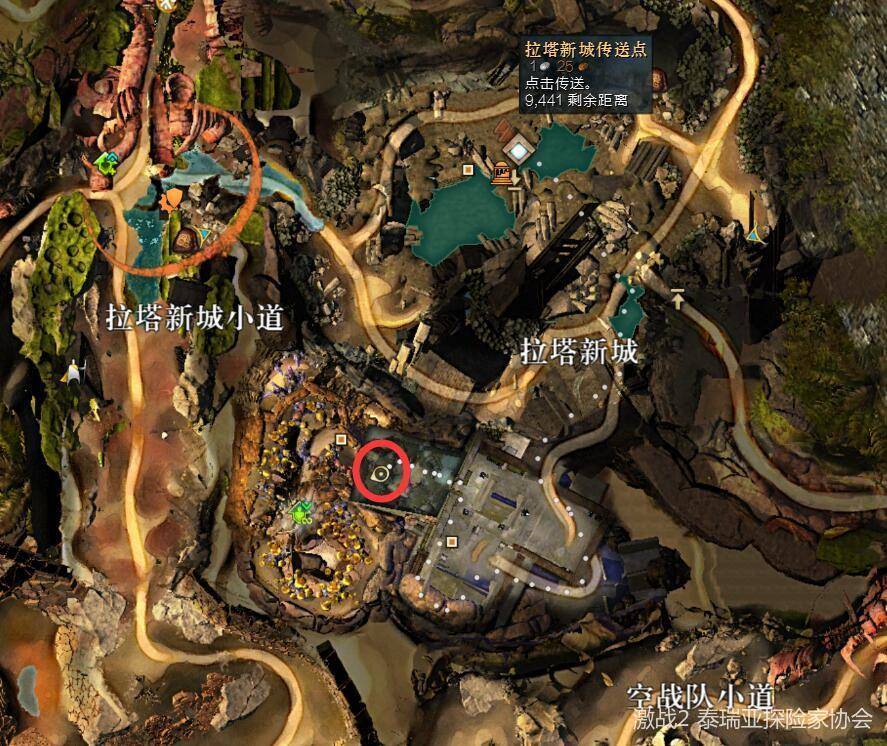 拉塔新城传送点
1 25
点击传送。
9,441 剩余距离
拉塔新城小道
拉塔新城
空战队小道
激战2 泰瑞亚探险家协会